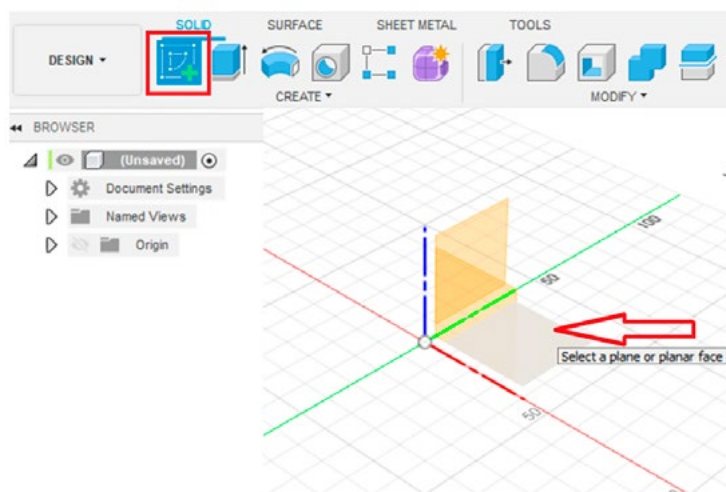 SOLID SURFACE SHEET METAL TOOLS
DESIGN ▾
CREATE ▾ MODIFY ▾
BROWSER
(Unsaved)
Document Settings
Named Views
Origin
100
50
Select a plane or planar face
50